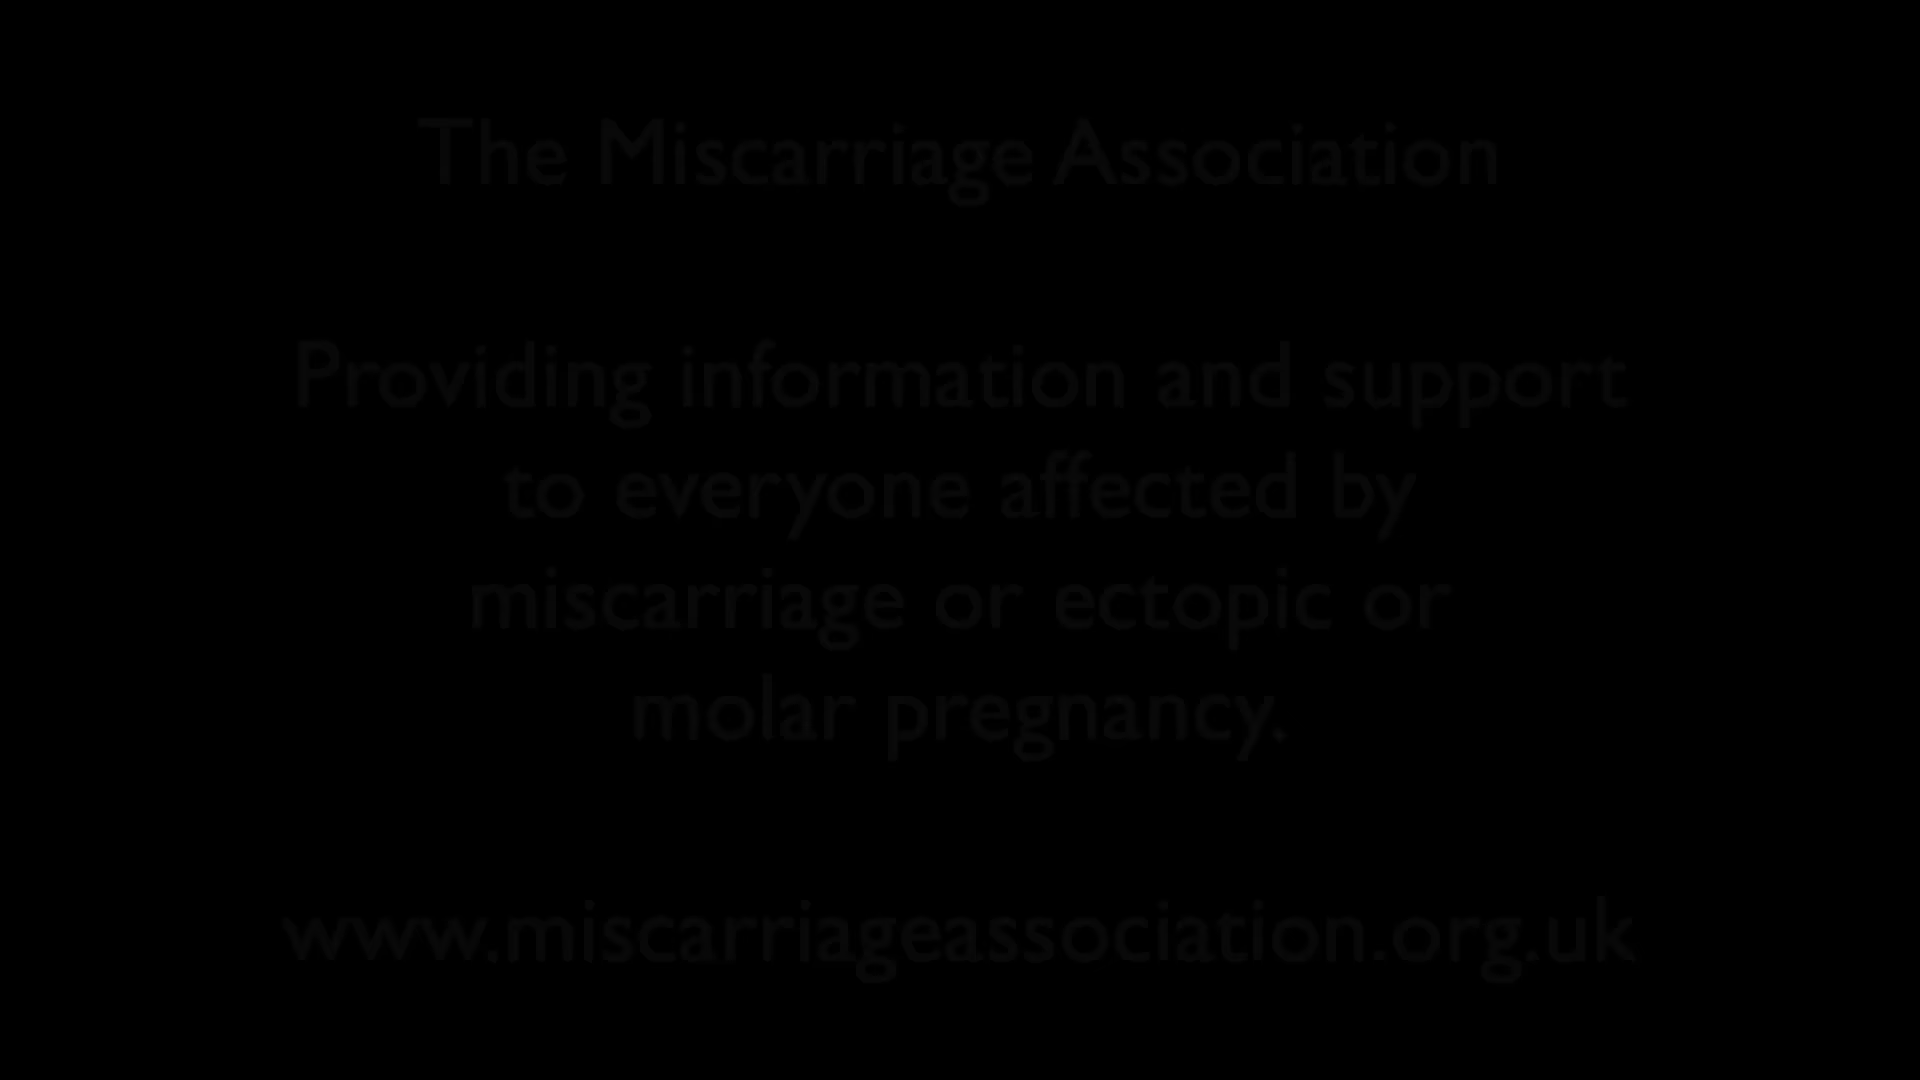 The Miscarriage Association
Providing information and support
to everyone affected by
miscarriage or ectopic or
molar pregnancy.
www.miscarriageassociation.org.uk